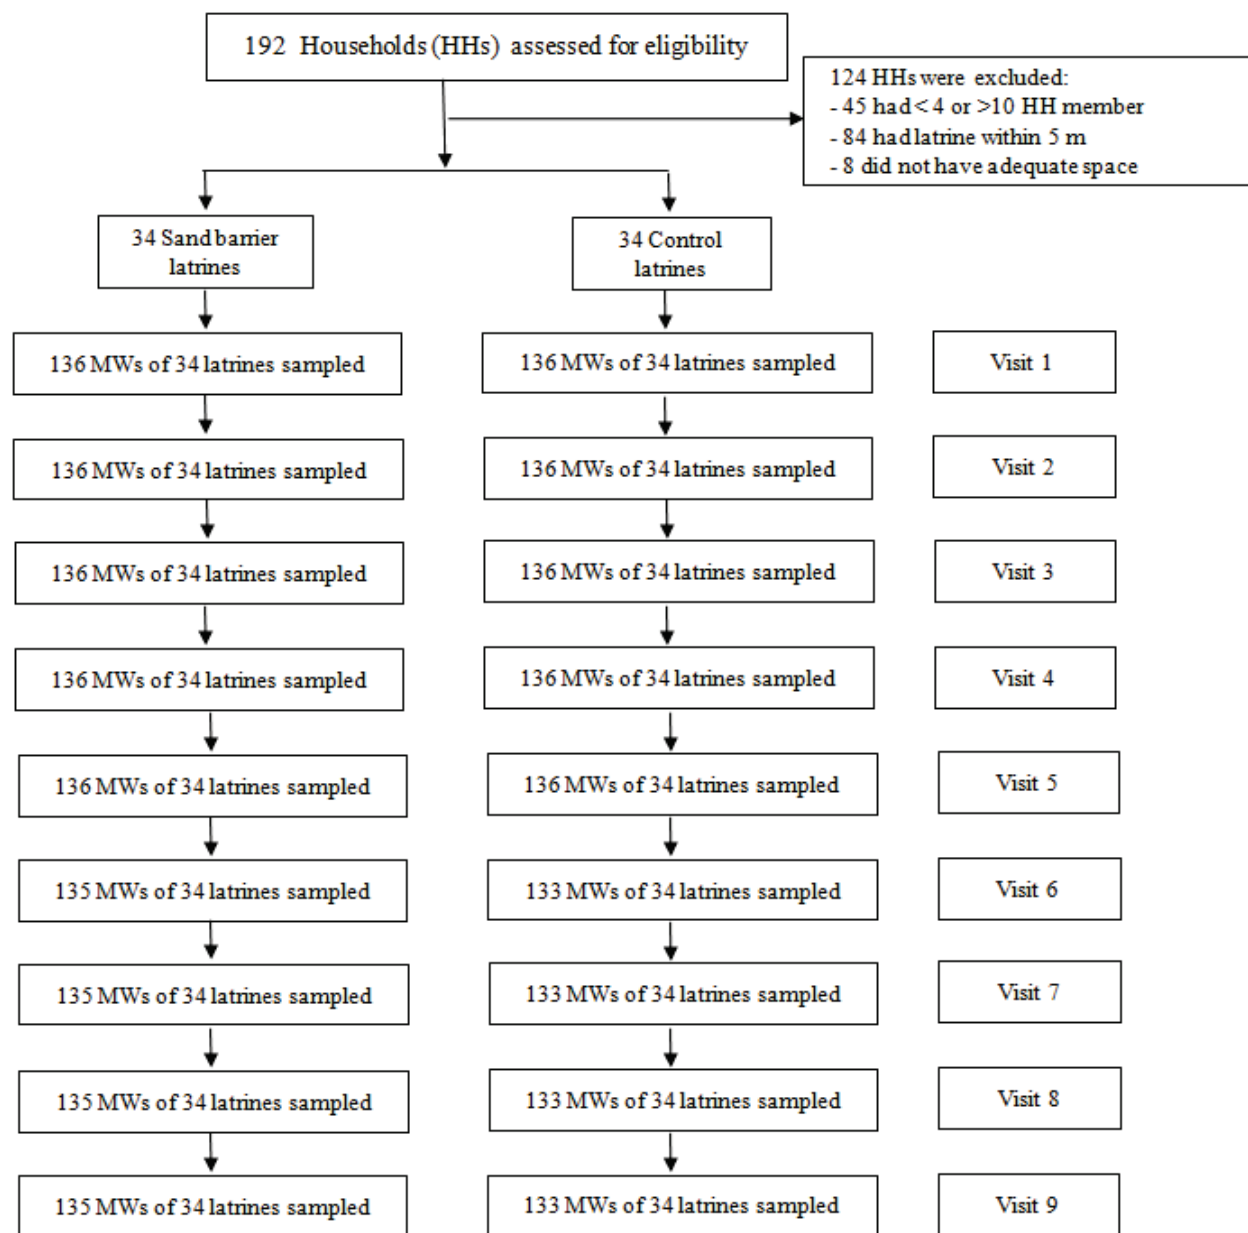 192 Households (HHs) assessed for eligibility
124 HHs were excluded:
- 45 had < 4 or >10 HH member
- 84 had latrine within 5 m
- 8 did not have adequate space
34 Sand barrier
latrines
34 Control
latrines
136 MWs of 34 latrines sampled
136 MWs of 34 latrines sampled
Visit 1
136 MWs of 34 latrines sampled
136 MWs of 34 latrines sampled
Visit 2
136 MWs of 34 latrines sampled
136 MWs of 34 latrines sampled
Visit 3
136 MWs of 34 latrines sampled
136 MWs of 34 latrines sampled
Visit 4
136 MWs of 34 latrines sampled
136 MWs of 34 latrines sampled
Visit 5
135 MWs of 34 latrines sampled
133 MWs of 34 latrines sampled
Visit 6
135 MWs of 34 latrines sampled
133 MWs of 34 latrines sampled
Visit 7
135 MWs of 34 latrines sampled
133 MWs of 34 latrines sampled
Visit 8
135 MWs of 34 latrines sampled
133 MWs of 34 latrines sampled
Visit 9